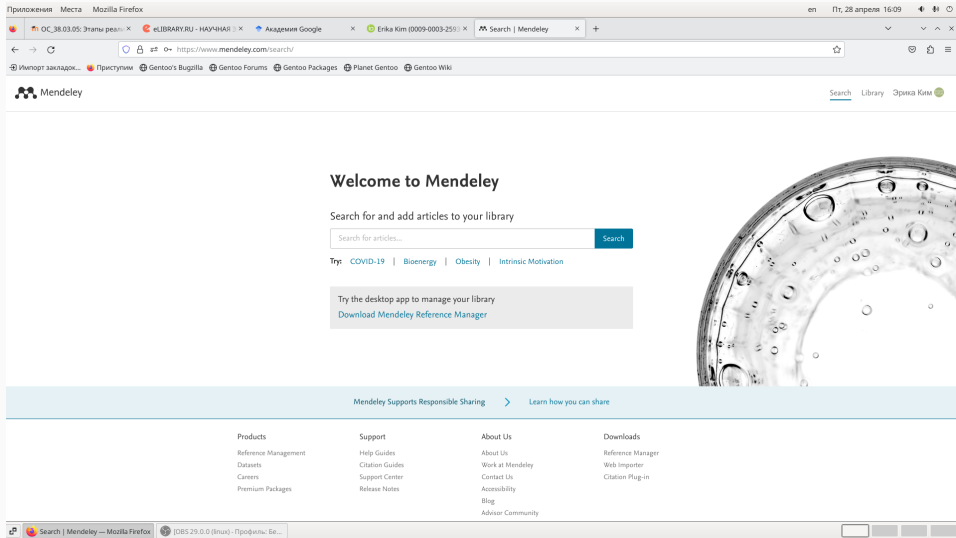 Приложения Места Mozilla Firefox en Пт, 28 апреля 16:09
ОС_38.03.05: Этапы реали eLIBRARY.RU - НАУЧНАЯ Э Академия Google Erika Kim (0009-0003-2593 Search | Mendeley
https://www.mendeley.com/search/
Импорт закладок... Приступим Gentoo's Bugzilla Gentoo Forums Gentoo Packages Planet Gentoo Gentoo Wiki
Mendeley Search Library Эрика Ким
Welcome to Mendeley
Search for and add articles to your library
Search for articles... Search
Try: COVID-19 | Bioenergy | Obesity | Intrinsic Motivation
Try the desktop app to manage your library
Download Mendeley Reference Manager
Mendeley Supports Responsible Sharing Learn how you can share
Products Support About Us Downloads
Reference Management Help Guides About Us Reference Manager
Datasets Citation Guides Work at Mendeley Web Importer
Careers Support Center Contact Us Citation Plug-in
Premium Packages Release Notes Accessibility
Blog
Advisor Community
Search | Mendeley — Mozilla Firefox [OBS 29.0.0 (linux) - Профиль: Бе...